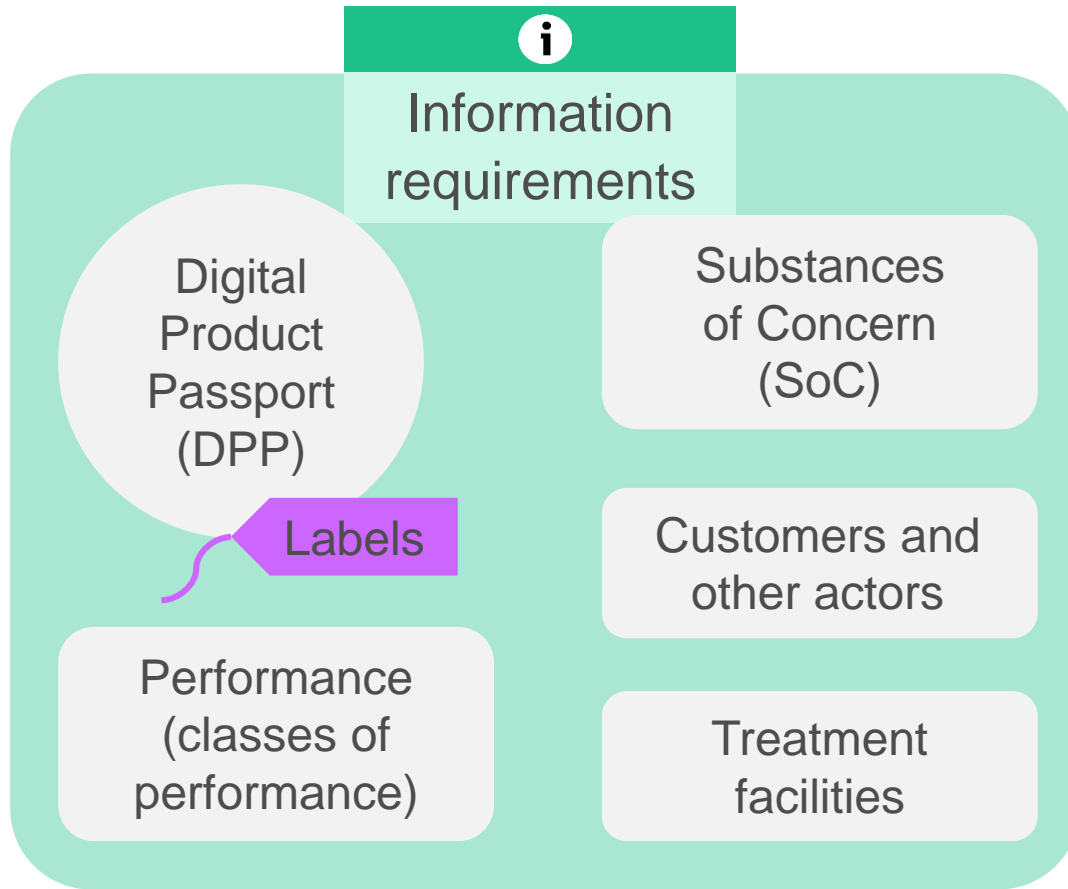 i
Information
requirements
Digital
Product
Passport
(DPP)
Labels
Performance
(classes of
performance)
Substances
of Concern
(SoC)
Customers and
other actors
Treatment
facilities